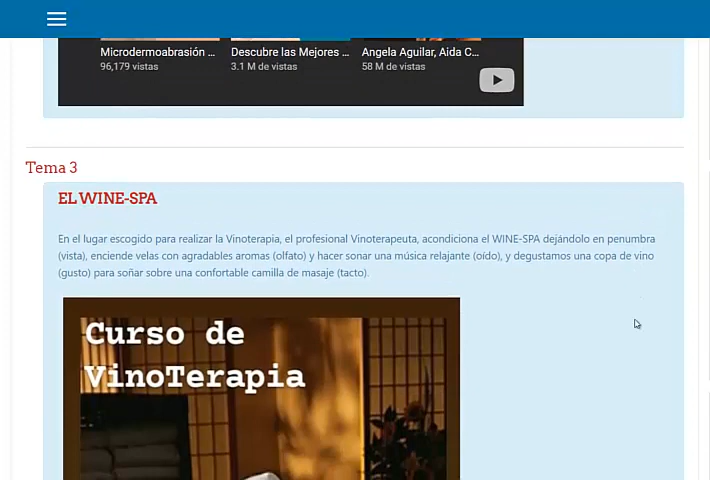 Microdermoabrasión ... Descubre las Mejores ... Angela Aguilar, Aida C...
96,179 vistas 3.1 M de vistas 58 M de vistas
Tema 3
EL WINE-SPA
En el lugar escogido para realizar la Vinoterapia, el profesional Vinoterapeuta, acondiciona el WINE-SPA dejándolo en penumbra
(vista), enciende velas con agradables aromas (olfato) y hacer sonar una música relajante (oído), y degustamos una copa de vino
(gusto) para soñar sobre una confortable camilla de masaje (tacto).
Curso de
VinoTerapia